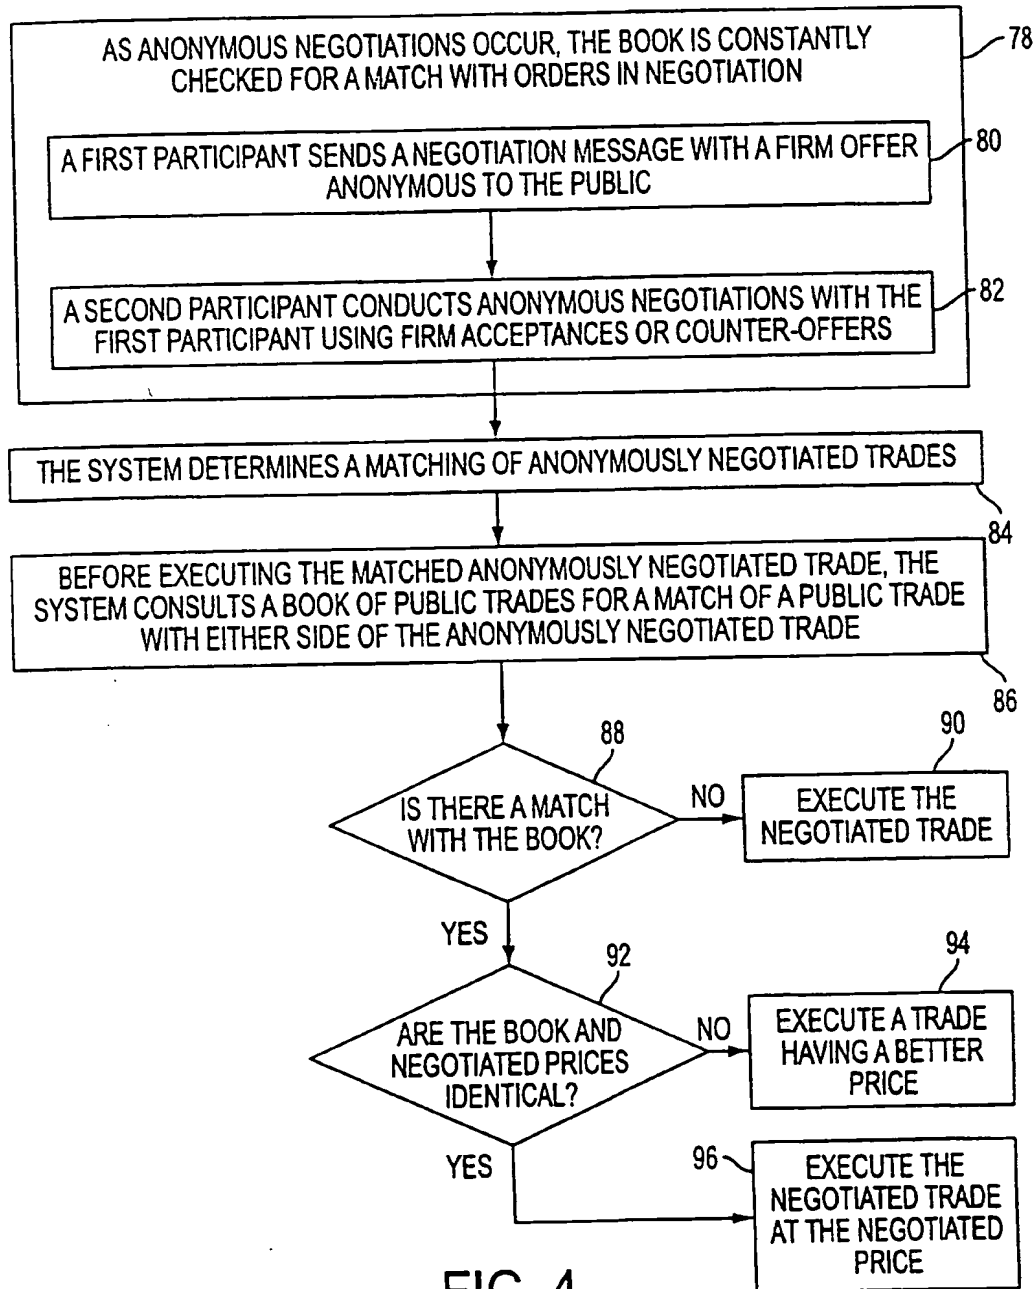 AS ANONYMOUS NEGOTIATIONS OCCUR, THE BOOK IS CONSTANTLY
CHECKED FOR A MATCH WITH ORDERS IN NEGOTIATION
78
A FIRST PARTICIPANT SENDS A NEGOTIATION MESSAGE WITH A FIRM OFFER
ANONYMOUS TO THE PUBLIC
80
A SECOND PARTICIPANT CONDUCTS ANONYMOUS NEGOTIATIONS WITH THE
FIRST PARTICIPANT USING FIRM ACCEPTANCES OR COUNTER-OFFERS
82
THE SYSTEM DETERMINES A MATCHING OF ANONYMOUSLY NEGOTIATED TRADES
84
BEFORE EXECUTING THE MATCHED ANONYMOUSLY NEGOTIATED TRADE, THE
SYSTEM CONSULTS A BOOK OF PUBLIC TRADES FOR A MATCH OF A PUBLIC TRADE
WITH EITHER SIDE OF THE ANONYMOUSLY NEGOTIATED TRADE
86
88
IS THERE A MATCH
WITH THE BOOK?
NO
90
EXECUTE THE
NEGOTIATED TRADE
YES
92
ARE THE BOOK AND
NEGOTIATED PRICES
IDENTICAL?
NO
94
EXECUTE A TRADE
HAVING A BETTER
PRICE
YES
96
EXECUTE THE
NEGOTIATED TRADE
AT THE NEGOTIATED
PRICE
FIG. 4